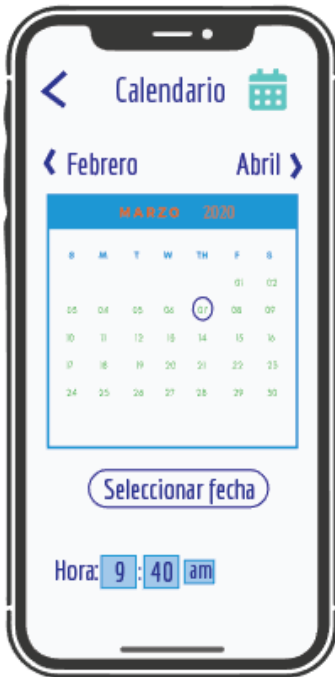 Calendario
Febrero Abril
MARZO 2020
S M T W TH F S
01 02
03 04 05 06 07 08 09
10 11 12 13 14 15 16
17 18 19 20 21 22 23
24 25 26 27 28 29 30
Seleccionar fecha
Hora: 9 : 40 am